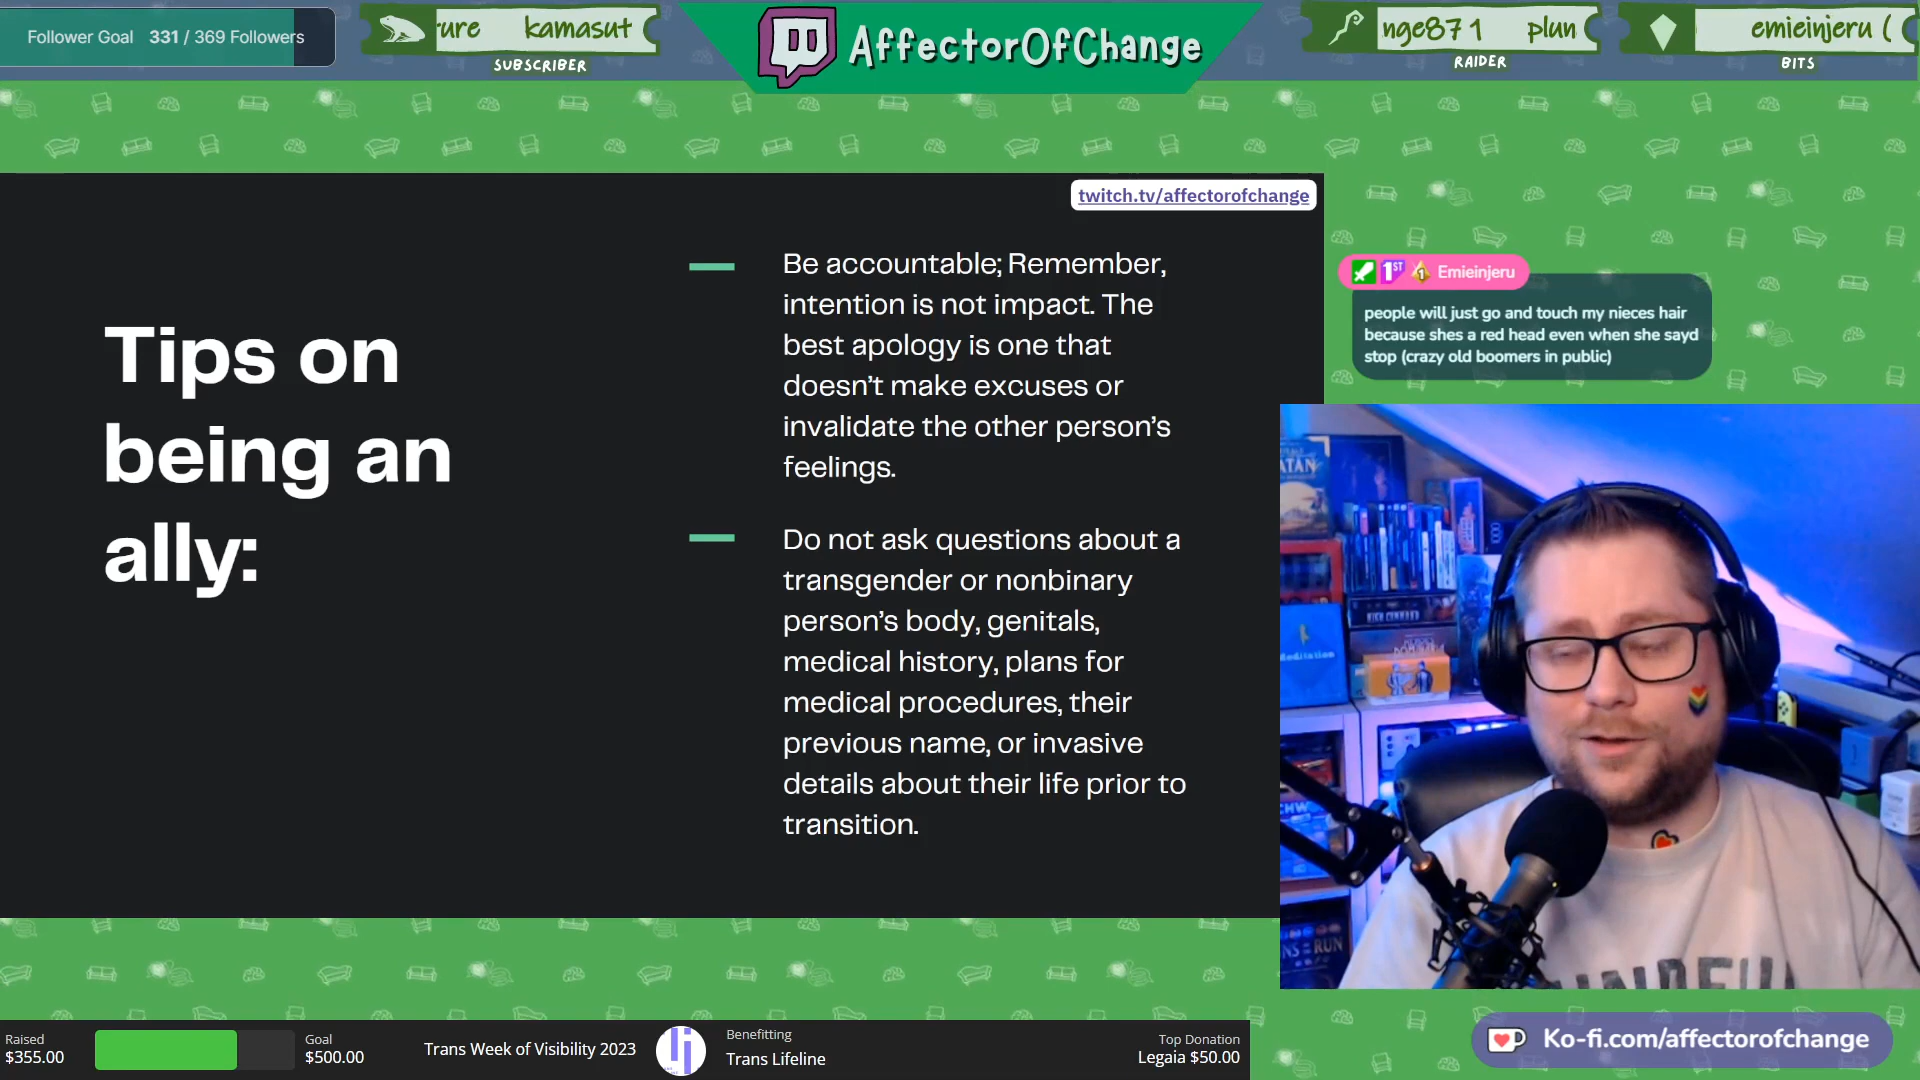 Follower Goal 331 / 369 Followers
ure kamasut
SUBSCRIBER
AffectorOfChange
nge871 plun
RAIDER
emieinjeru (
BITS
twitch.tv/affectorofchange
Tips on
being an
ally:
Be accountable; Remember,
intention is not impact. The
best apology is one that
doesn't make excuses or
invalidate the other person's
feelings.
Do not ask questions about a
transgender or nonbinary
person's body, genitals,
medical history, plans for
medical procedures, their
previous name, or invasive
details about their life prior to
transition.
1ST 1 Emieinjeru
people will just go and touch my nieces hair
because shes a red head even when she sayd
stop (crazy old boomers in public)
ATAN
HIGH COMMAND
Meditation
RUN
Raised
$355.00
Goal
$500.00
Trans Week of Visibility 2023
Benefitting
Trans Lifeline
Top Donation
Legaia $50.00
Ko-fi.com/affectorofchange